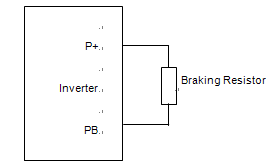 P+
Inverter
Braking Resistor
PB